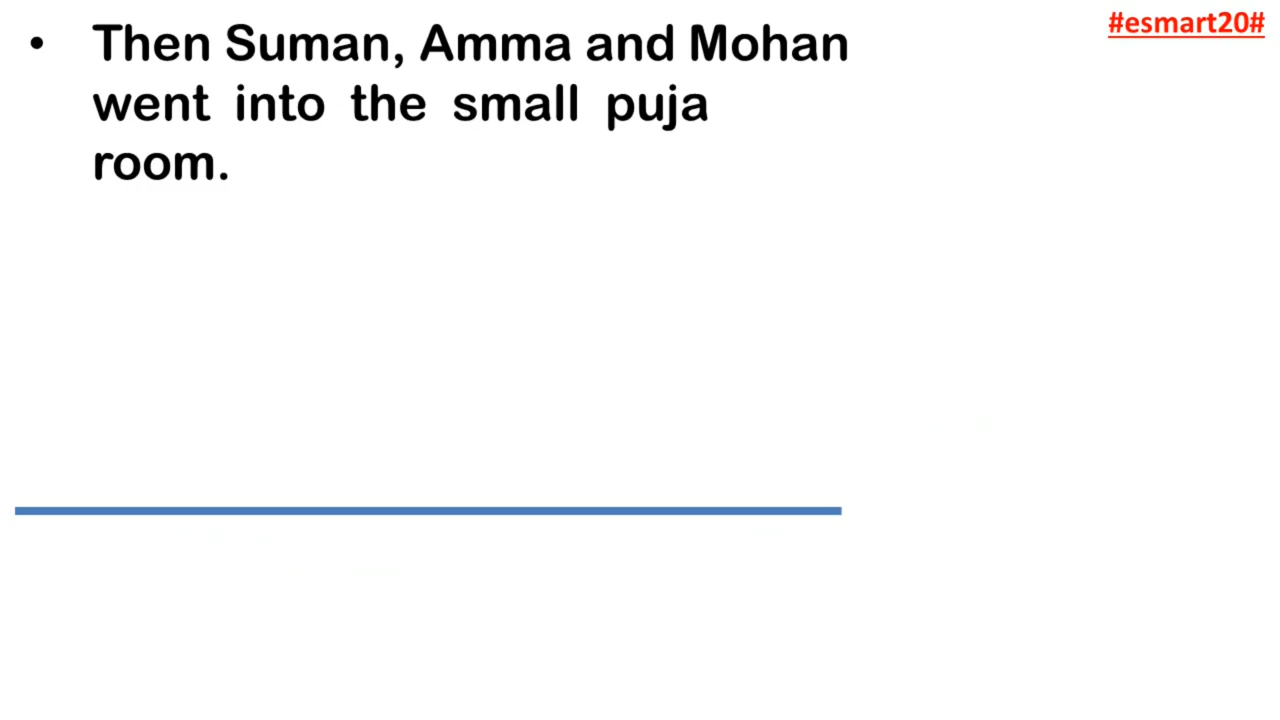 #esmart20#
• Then Suman, Amma and Mohan
went into the small puja
room.